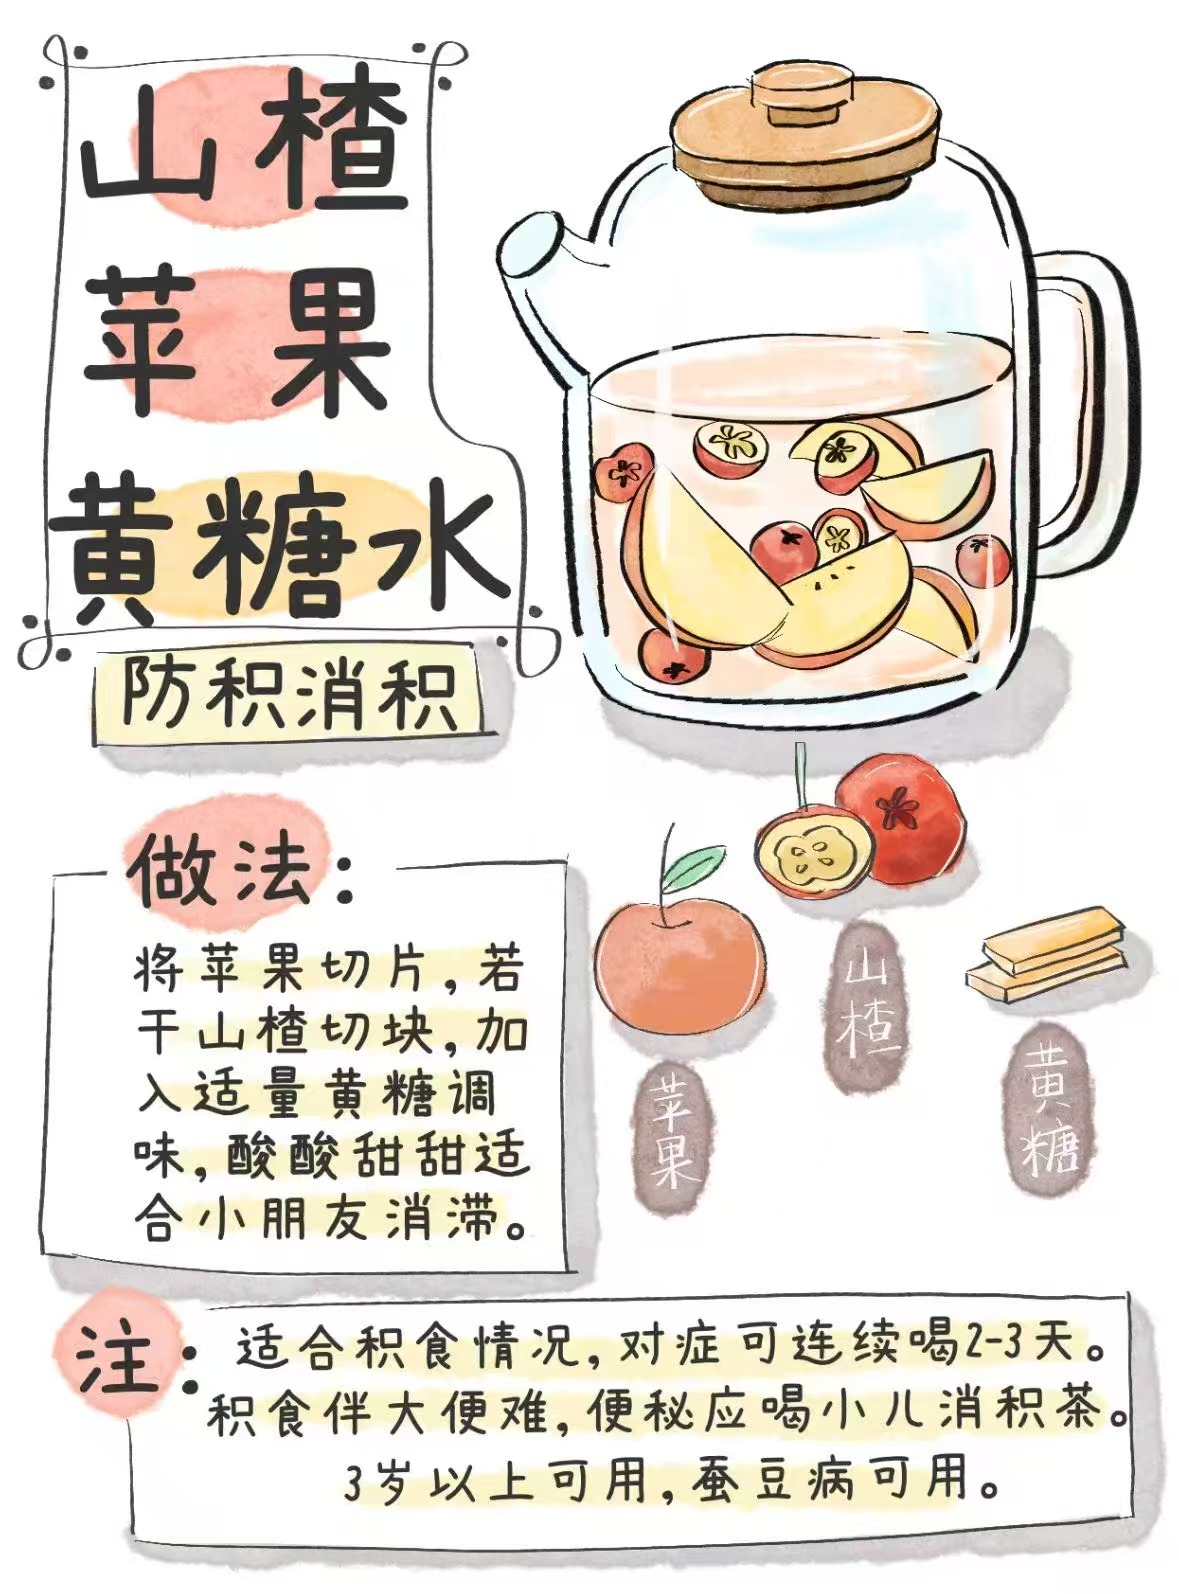 山楂
苹果
黄糖水
防积消积
做法：
将苹果切片，若
干山楂切块，加
入适量黄糖调
味，酸酸甜甜适
合小朋友消滞。
苹果
山楂
黄糖
注：
适合积食情况，对症可连续喝2-3天。
积食伴大便难，便秘应喝小儿消积茶。
3岁以上可用，蚕豆病可用。